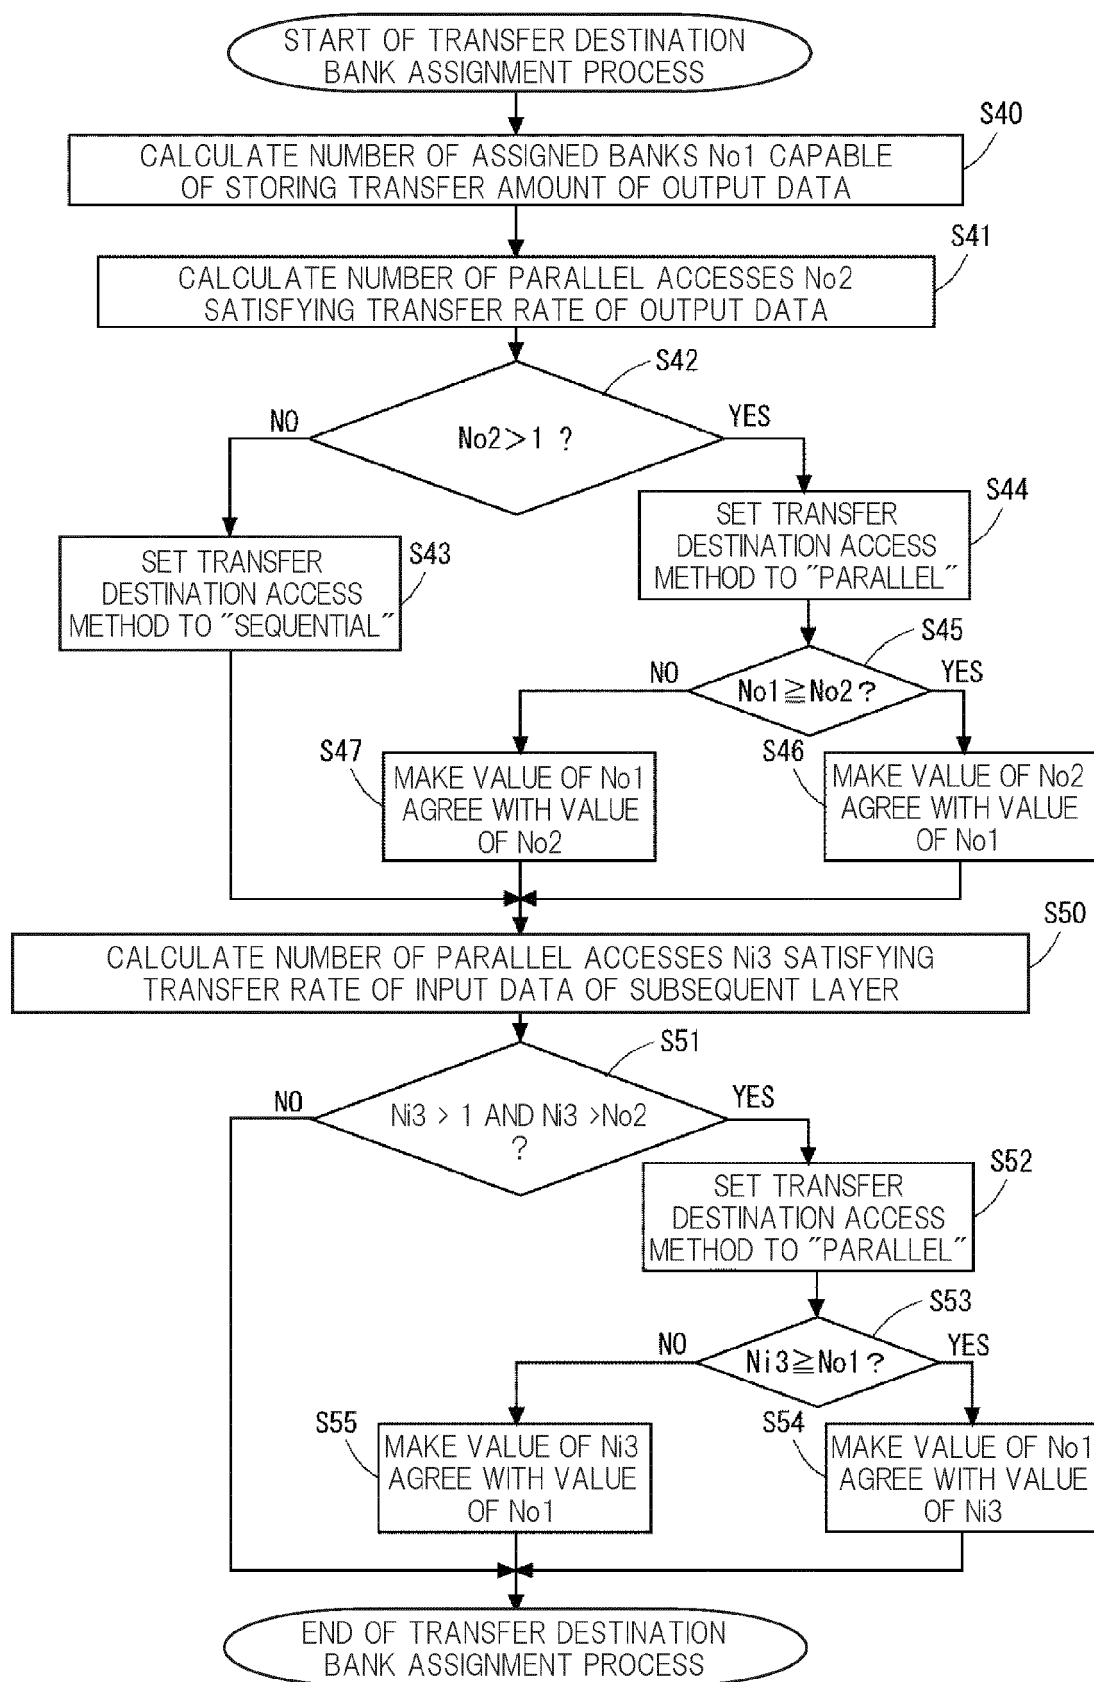 START OF TRANSFER DESTINATION
BANK ASSIGNMENT PROCESS
S40
CALCULATE NUMBER OF ASSIGNED BANKS No1 CAPABLE
OF STORING TRANSFER AMOUNT OF OUTPUT DATA
S41
CALCULATE NUMBER OF PARALLEL ACCESSES No2
SATISFYING TRANSFER RATE OF OUTPUT DATA
S42
NO
YES
No2>1 ?
S44
SET TRANSFER
DESTINATION ACCESS
METHOD TO "PARALLEL"
S43
SET TRANSFER
DESTINATION ACCESS
METHOD TO "SEQUENTIAL"
S45
NO
YES
No1≧No2?
S47
MAKE VALUE OF No1
AGREE WITH VALUE
OF No2
S46
MAKE VALUE OF No2
AGREE WITH VALUE
OF No1
S50
CALCULATE NUMBER OF PARALLEL ACCESSES Ni3 SATISFYING
TRANSFER RATE OF INPUT DATA OF SUBSEQUENT LAYER
S51
NO
YES
Ni3 > 1 AND Ni3 >No2
?
S52
SET TRANSFER
DESTINATION ACCESS
METHOD TO "PARALLEL"
S53
NO
YES
Ni3≧No1?
S55
MAKE VALUE OF Ni3
AGREE WITH VALUE
OF No1
S54
MAKE VALUE OF No1
AGREE WITH VALUE
OF Ni3
END OF TRANSFER DESTINATION
BANK ASSIGNMENT PROCESS